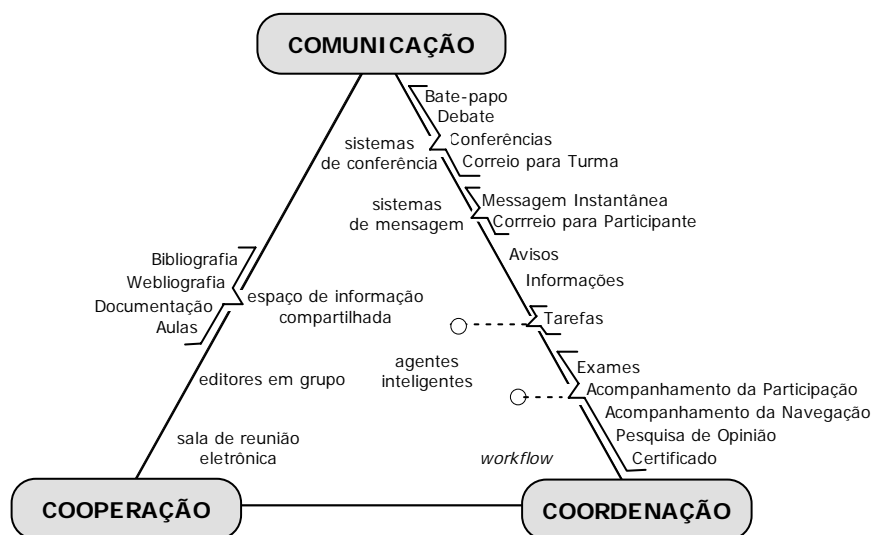 COMUNICAÇÃO
Bate-papo
Debate
Conferências
Correio para Turma
sistemas
de conferência
Messagem Instantânea
Corrreio para Participante
sistemas
de mensagem
Avisos
Informações
Bibliografia
Webliografia
Documentação
Aulas
espaço de informação
compartilhada
Tarefas
agentes
inteligentes
editores em grupo
Exames
Acompanhamento da Participação
Acompanhamento da Navegação
Pesquisa de Opinião
Certificado
sala de reunião
eletrônica
workflow
COOPERAÇÃO
COORDENAÇÃO